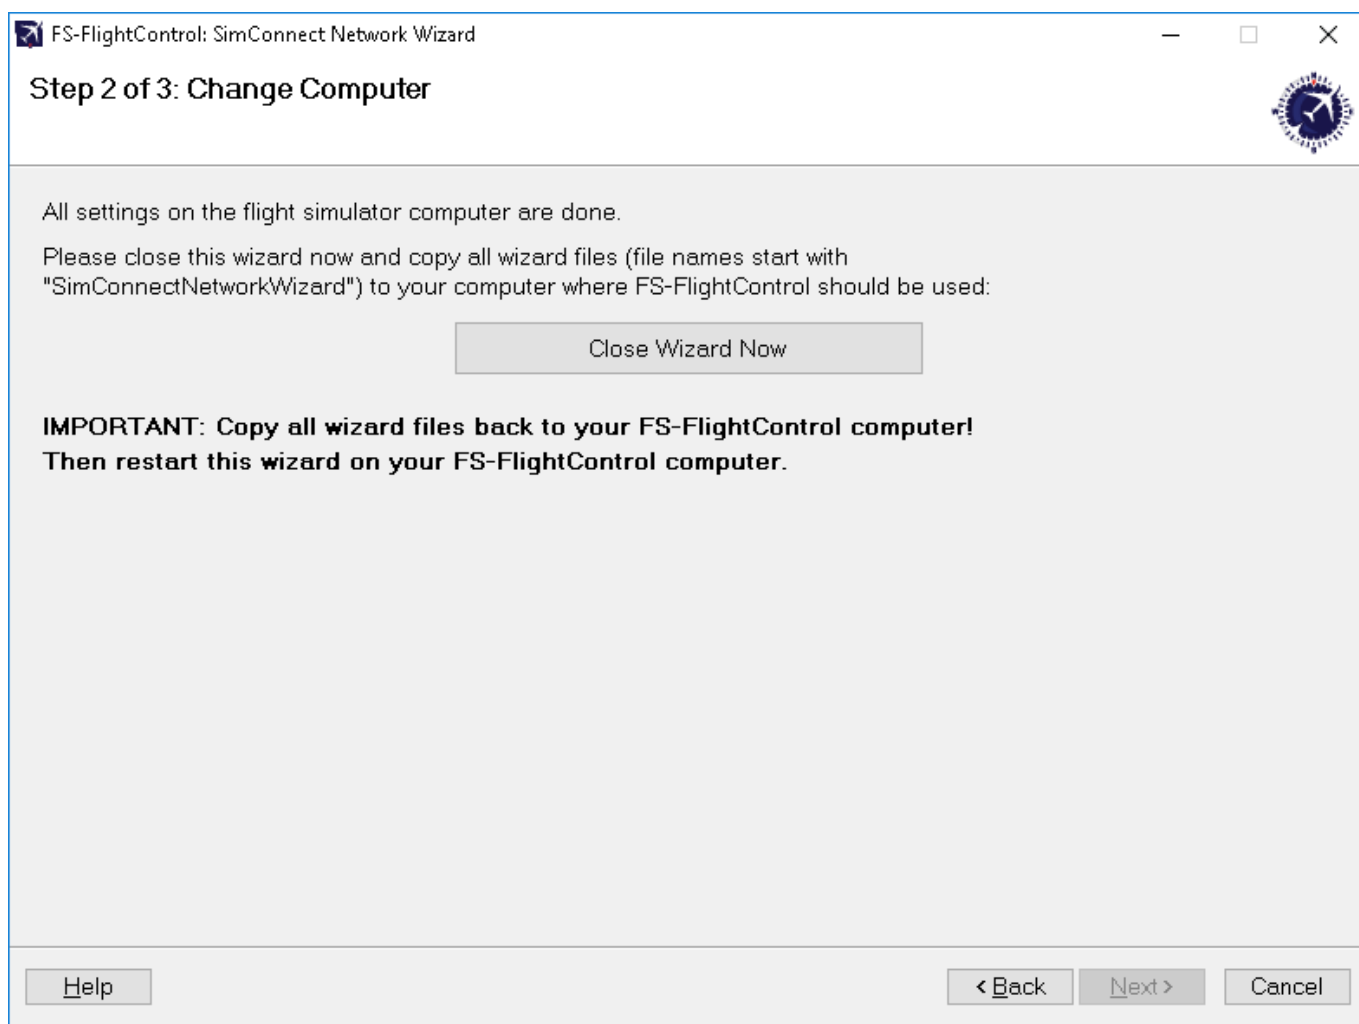 FS-FlightControl: SimConnect Network Wizard
Step 2 of 3: Change Computer
All settings on the flight simulator computer are done.
Please close this wizard now and copy all wizard files (file names start with
"SimConnectNetworkWizard") to your computer where FS-FlightControl should be used:
Close Wizard Now
IMPORTANT: Copy all wizard files back to your FS-FlightControl computer!
Then restart this wizard on your FS-FlightControl computer.
Help
< Back
Next >
Cancel